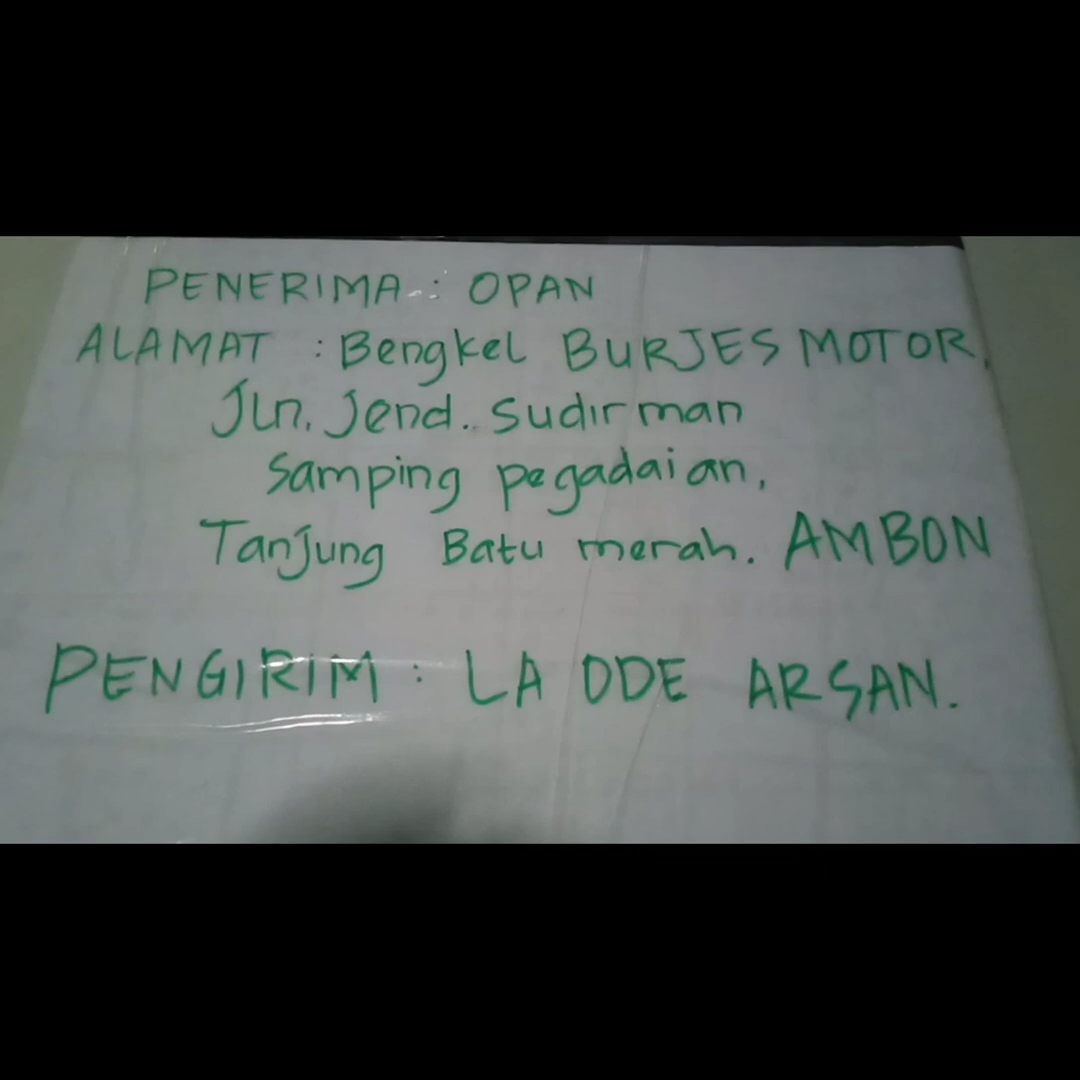 PENERIMA : OPAN
ALAMAT : Bengkel BURJES MOTOR,
Jln. Jend. Sudirman
Samping pegadaian,
Tanjung Batu merah. AMBON
PENGIRIM : LA ODE ARSAN.